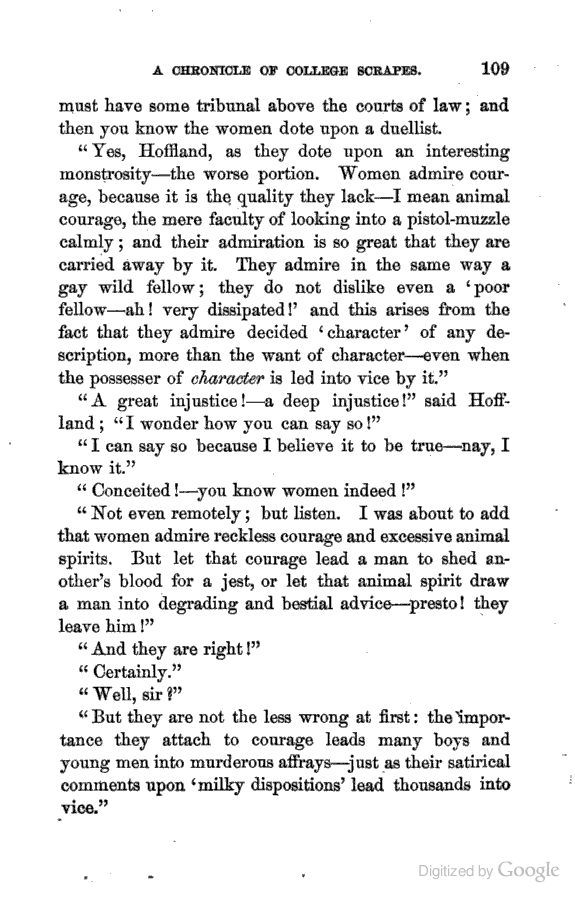 A CHRONICLE OF COLLEGE SCRAPES. 109
must have some tribunal above the courts of law; and
then you know the women dote upon a duellist.
“Yes, Hoffland, as they dote upon an interesting
monstrosity—the worse portion. Women admire cour-
age, because it is the quality they lack—I mean animal
courage, the mere faculty of looking into a pistol-muzzle
calmly; and their admiration is so great that they are
carried away by it. They admire in the same way a
gay wild fellow; they do not dislike even a ‘poor
fellow—ah! very dissipated!’ and this arises from the
fact that they admire decided ‘character’ of any de-
scription, more than the want of character—even when
the possesser of character is led into vice by it.”
“A great injustice!—a deep injustice!” said Hoff-
land; “I wonder how you can say so!”
“I can say so because I believe it to be true—nay, I
know it.”
“Conceited!—you know women indeed!”
“Not even remotely; but listen. I was about to add
that women admire reckless courage and excessive animal
spirits. But let that courage lead a man to shed an-
other’s blood for a jest, or let that animal spirit draw
a man into degrading and bestial advice—presto! they
leave him!”
“And they are right!”
“Certainly.”
“Well, sir?”
“But they are not the less wrong at first: the impor-
tance they attach to courage leads many boys and
young men into murderous affrays—just as their satirical
comments upon ‘milky dispositions’ lead thousands into
vice.”
Digitized by Google